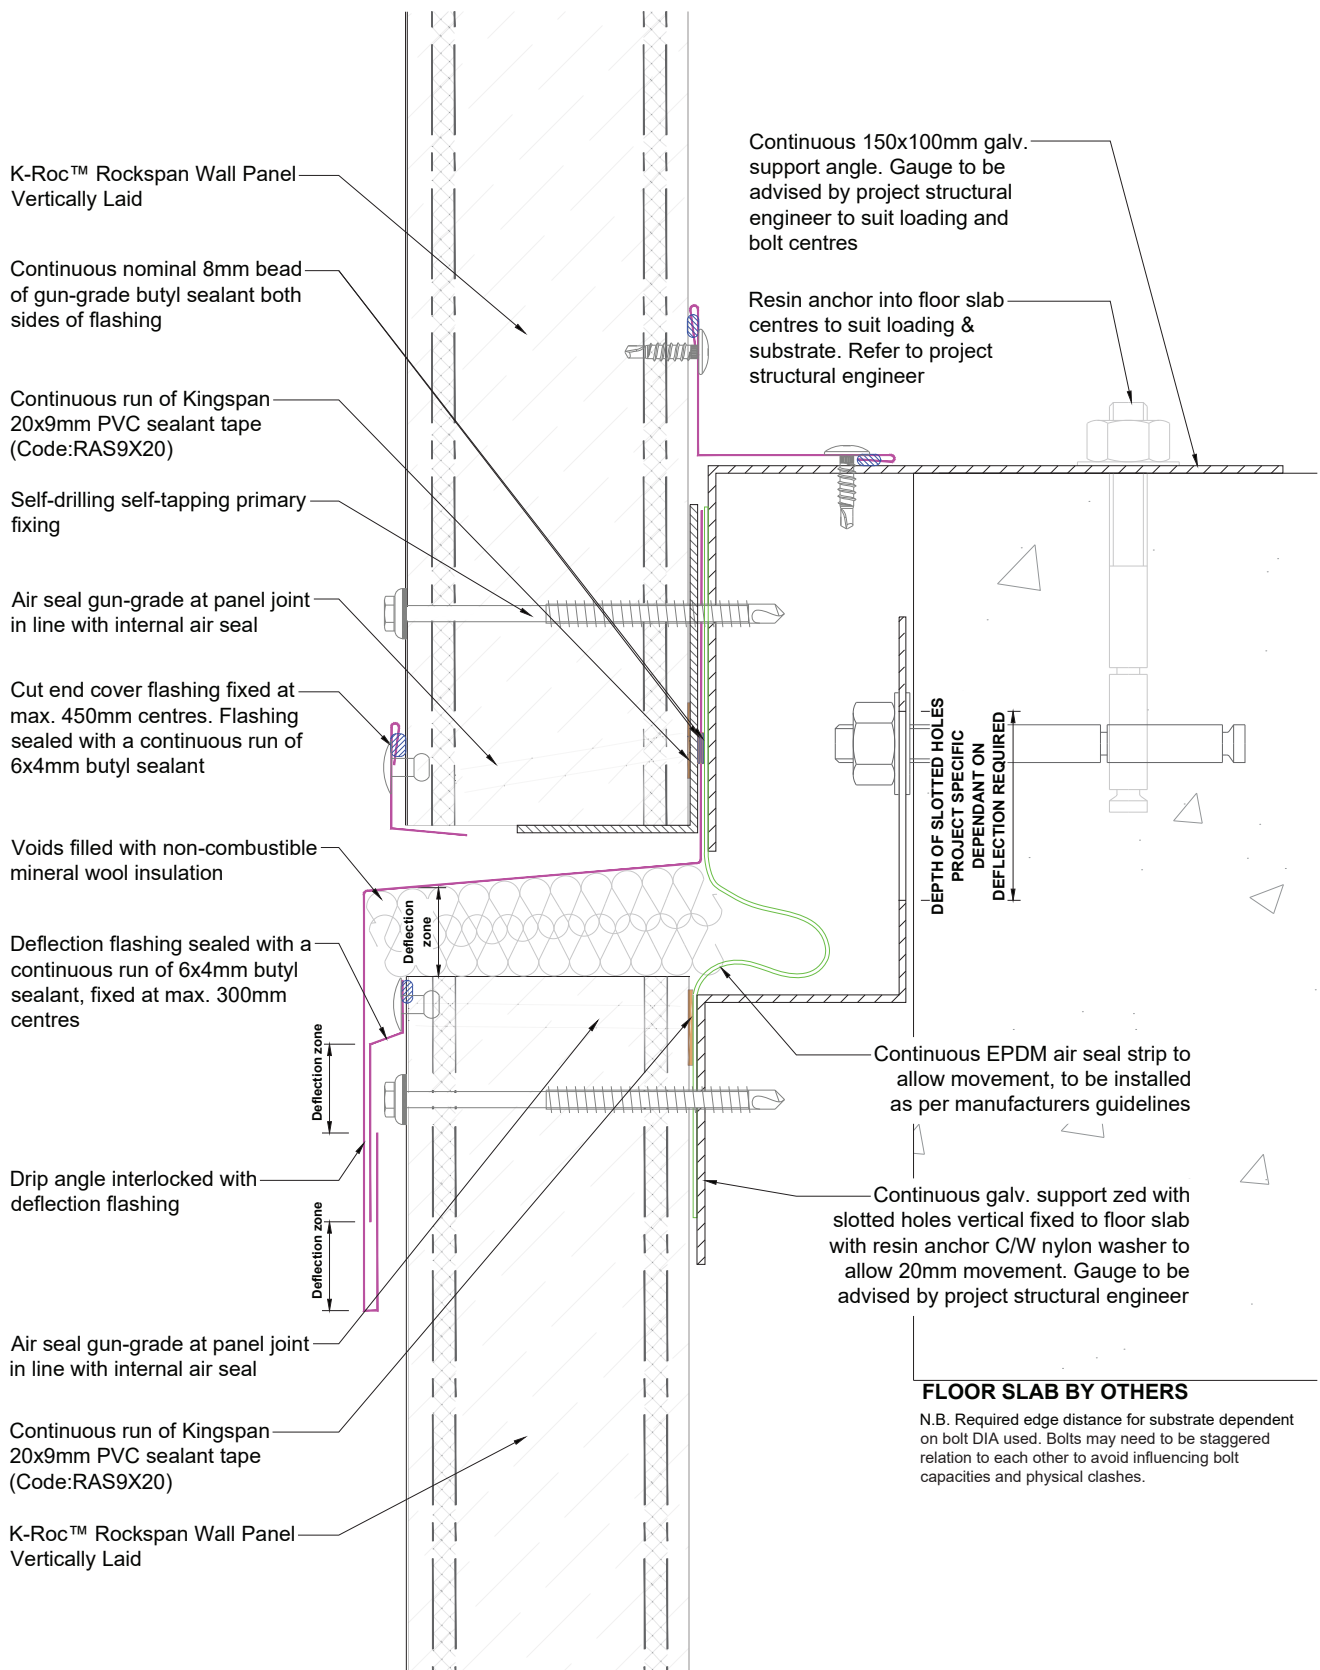 K-Roc™ Rockspan Wall Panel
Vertically Laid
Continuous nominal 8mm bead
of gun-grade butyl sealant both
sides of flashing
Continuous run of Kingspan
20x9mm PVC sealant tape
(Code:RAS9X20)
Self-drilling self-tapping primary
fixing
Air seal gun-grade at panel joint
in line with internal air seal
Cut end cover flashing fixed at
max. 450mm centres. Flashing
sealed with a continuous run of
6x4mm butyl sealant
Voids filled with non-combustible
mineral wool insulation
Deflection flashing sealed with a
continuous run of 6x4mm butyl
sealant, fixed at max. 300mm
centres
Drip angle interlocked with
deflection flashing
Air seal gun-grade at panel joint
in line with internal air seal
Continuous run of Kingspan
20x9mm PVC sealant tape
(Code:RAS9X20)
K-Roc™ Rockspan Wall Panel
Vertically Laid
Deflection zone
Deflection zone
Deflection
zone
Continuous 150x100mm galv.
support angle. Gauge to be
advised by project structural
engineer to suit loading and
bolt centres
Resin anchor into floor slab
centres to suit loading &
substrate. Refer to project
structural engineer
DEPTH OF SLOTTED HOLES
PROJECT SPECIFIC
DEPENDANT ON
DEFLECTION REQUIRED
Continuous EPDM air seal strip to
allow movement, to be installed
as per manufacturers guidelines
Continuous galv. support zed with
slotted holes vertical fixed to floor slab
with resin anchor C/W nylon washer to
allow 20mm movement. Gauge to be
advised by project structural engineer
FLOOR SLAB BY OTHERS
N.B. Required edge distance for substrate dependent
on bolt DIA used. Bolts may need to be staggered
relation to each other to avoid influencing bolt
capacities and physical clashes.